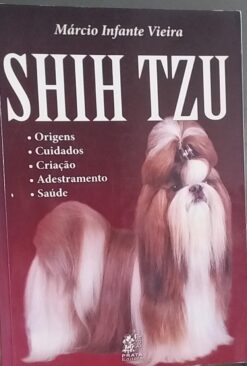 Márcio Infante Vieira
SHIH TZU
• Origens
• Cuidados
• Criação
• Adestramento
• Saúde
PRATA